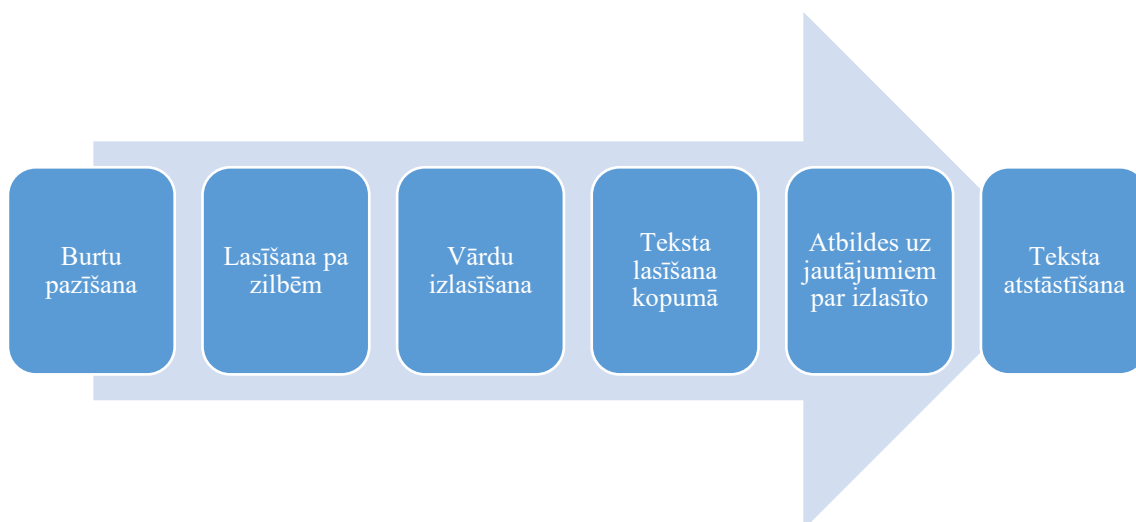 Burtu
pazīšana
Lasīšana pa
zilbēm
Vārdu
izlasīšana
Teksta
lasīšana
kopumā
Atbildes uz
jautājumiem
par izlasīto
Teksta
atstāstīšana